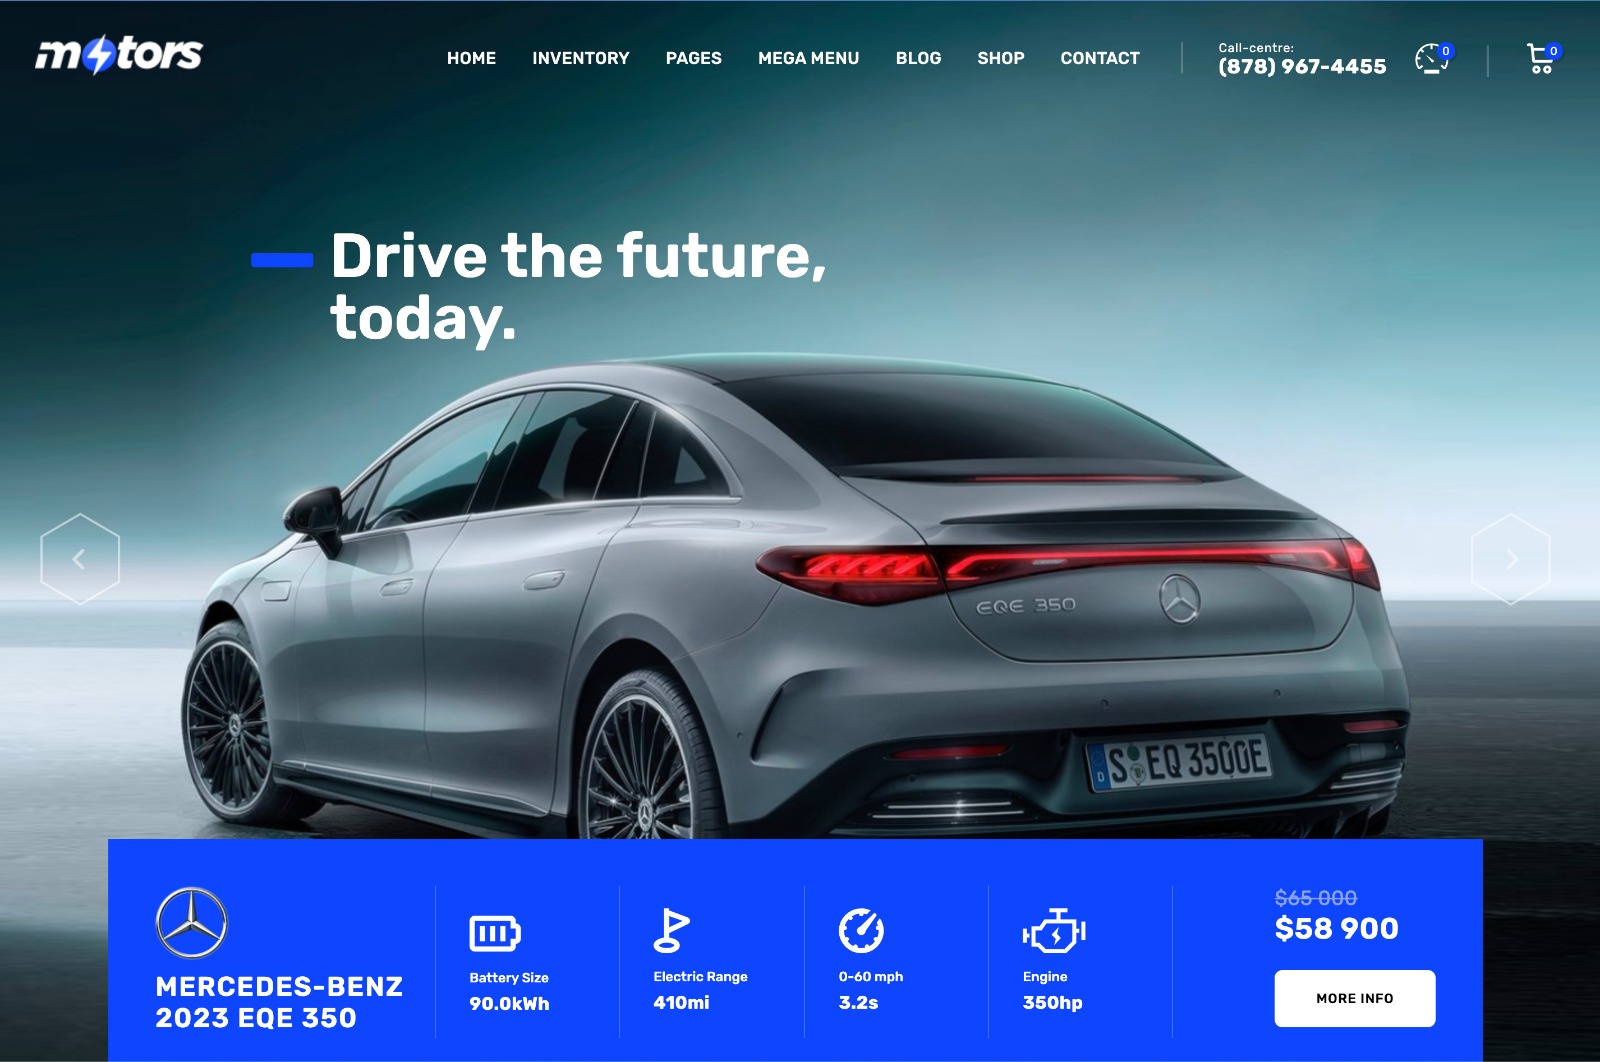 motors
HOME INVENTORY PAGES MEGA MENU BLOG SHOP CONTACT
Call-centre:
(878) 967-4455
0
0
Drive the future,
today.
EQE 350
S EQ 3500E
D
MERCEDES-BENZ
2023 EQE 350
Battery Size
90.0kWh
Electric Range
410mi
0-60 mph
3.2s
Engine
350hp
$65 000
$58 900
MORE INFO